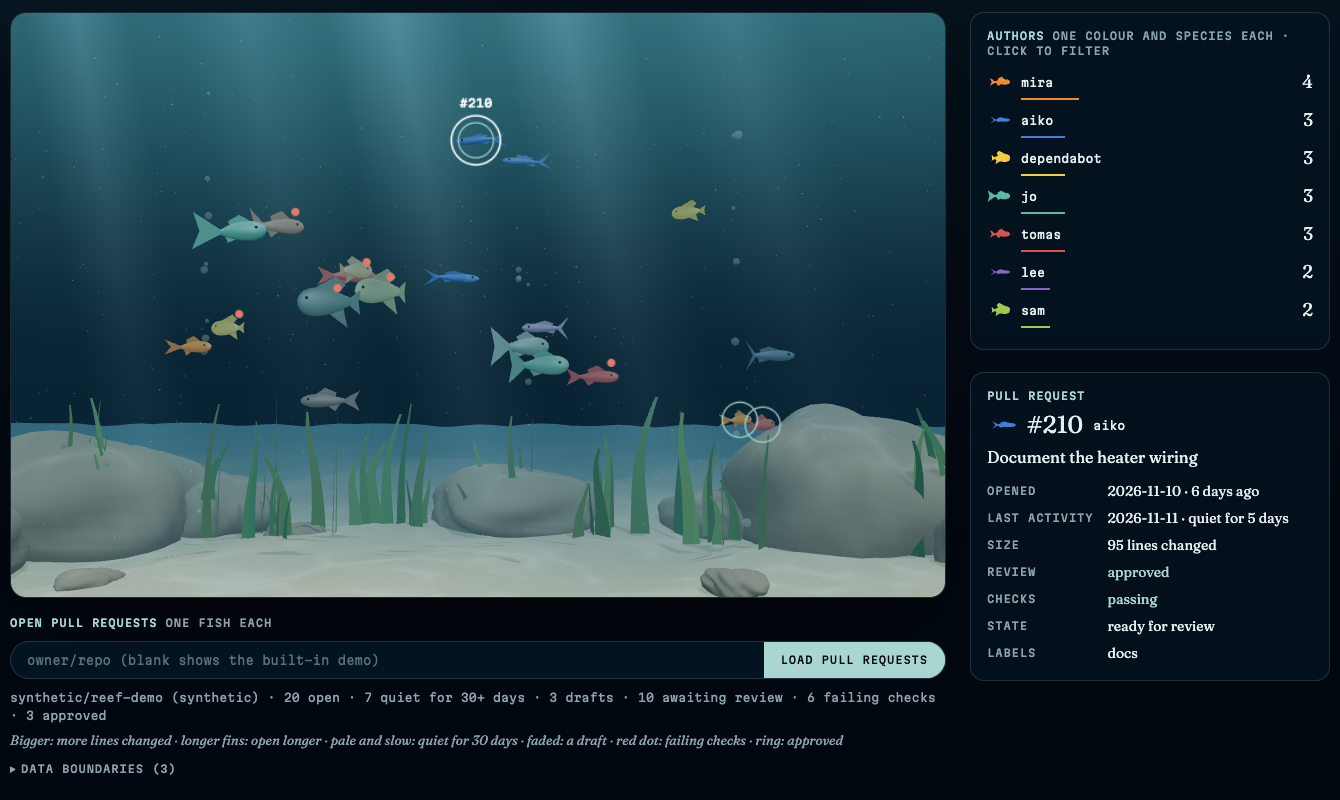 #210
OPEN PULL REQUESTS ONE FISH EACH
owner/repo (blank shows the built-in demo)
LOAD PULL REQUESTS
synthetic/reef-demo (synthetic) · 20 open · 7 quiet for 30+ days · 3 drafts · 10 awaiting review · 6 failing checks
· 3 approved
Bigger: more lines changed · longer fins: open longer · pale and slow: quiet for 30 days · faded: a draft · red dot: failing checks · ring: approved
DATA BOUNDARIES (3)
AUTHORS ONE COLOUR AND SPECIES EACH ·
CLICK TO FILTER
mira 4
aiko 3
dependabot 3
jo 3
tomas 3
lee 2
sam 2
PULL REQUEST
#210 aiko
Document the heater wiring
OPENED 2026-11-10 · 6 days ago
LAST ACTIVITY 2026-11-11 · quiet for 5 days
SIZE 95 lines changed
REVIEW approved
CHECKS passing
STATE ready for review
LABELS docs